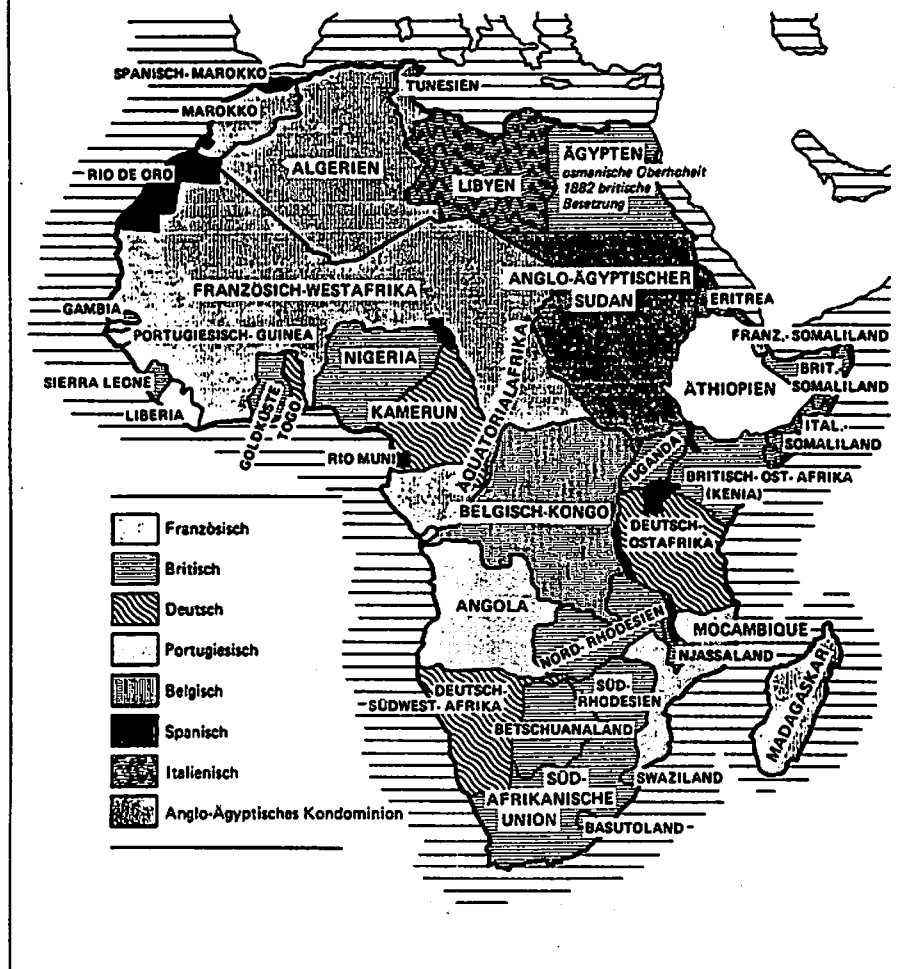 SPANISCH-MAROKKO
TUNESIEN
MAROKKO
ALGERIEN
LIBYEN
ÄGYPTEN
osmanische Oberhoheit
1882 britische
Besetzung
RIO DE ORO
FRANZÖSICH-WESTAFRIKA
ANGLO-ÄGYPTISCHER
SUDAN
ERITREA
GAMBIA
PORTUGIESISCH-GUINEA
NIGERIA
FRANZ.-SOMALILAND
BRIT.
SOMALILAND
SIERRA LEONE
LIBERIA
GOLDKÜSTE
TOGO
KAMERUN
ÄQUATORIALAFRIKA
ÄTHIOPIEN
ITAL.-
SOMALILAND
RIO MUNI
UGANDA
BRITISCH-OST-AFRIKA
(KENIA)
BELGISCH-KONGO
DEUTSCH-
OSTAFRIKA
ANGOLA
MOCAMBIQUE
NORD-RHODESIEN
NJASSALAND
MADAGASKAR
DEUTSCH-
SÜDWEST-AFRIKA
SÜD-
RHODESIEN
BETSCHUANALAND
SWAZILAND
SÜD-
AFRIKANISCHE
UNION
BASUTOLAND
Französisch
Britisch
Deutsch
Portugiesisch
Belgisch
Spanisch
Italienisch
Anglo-Ägyptisches Kondominion